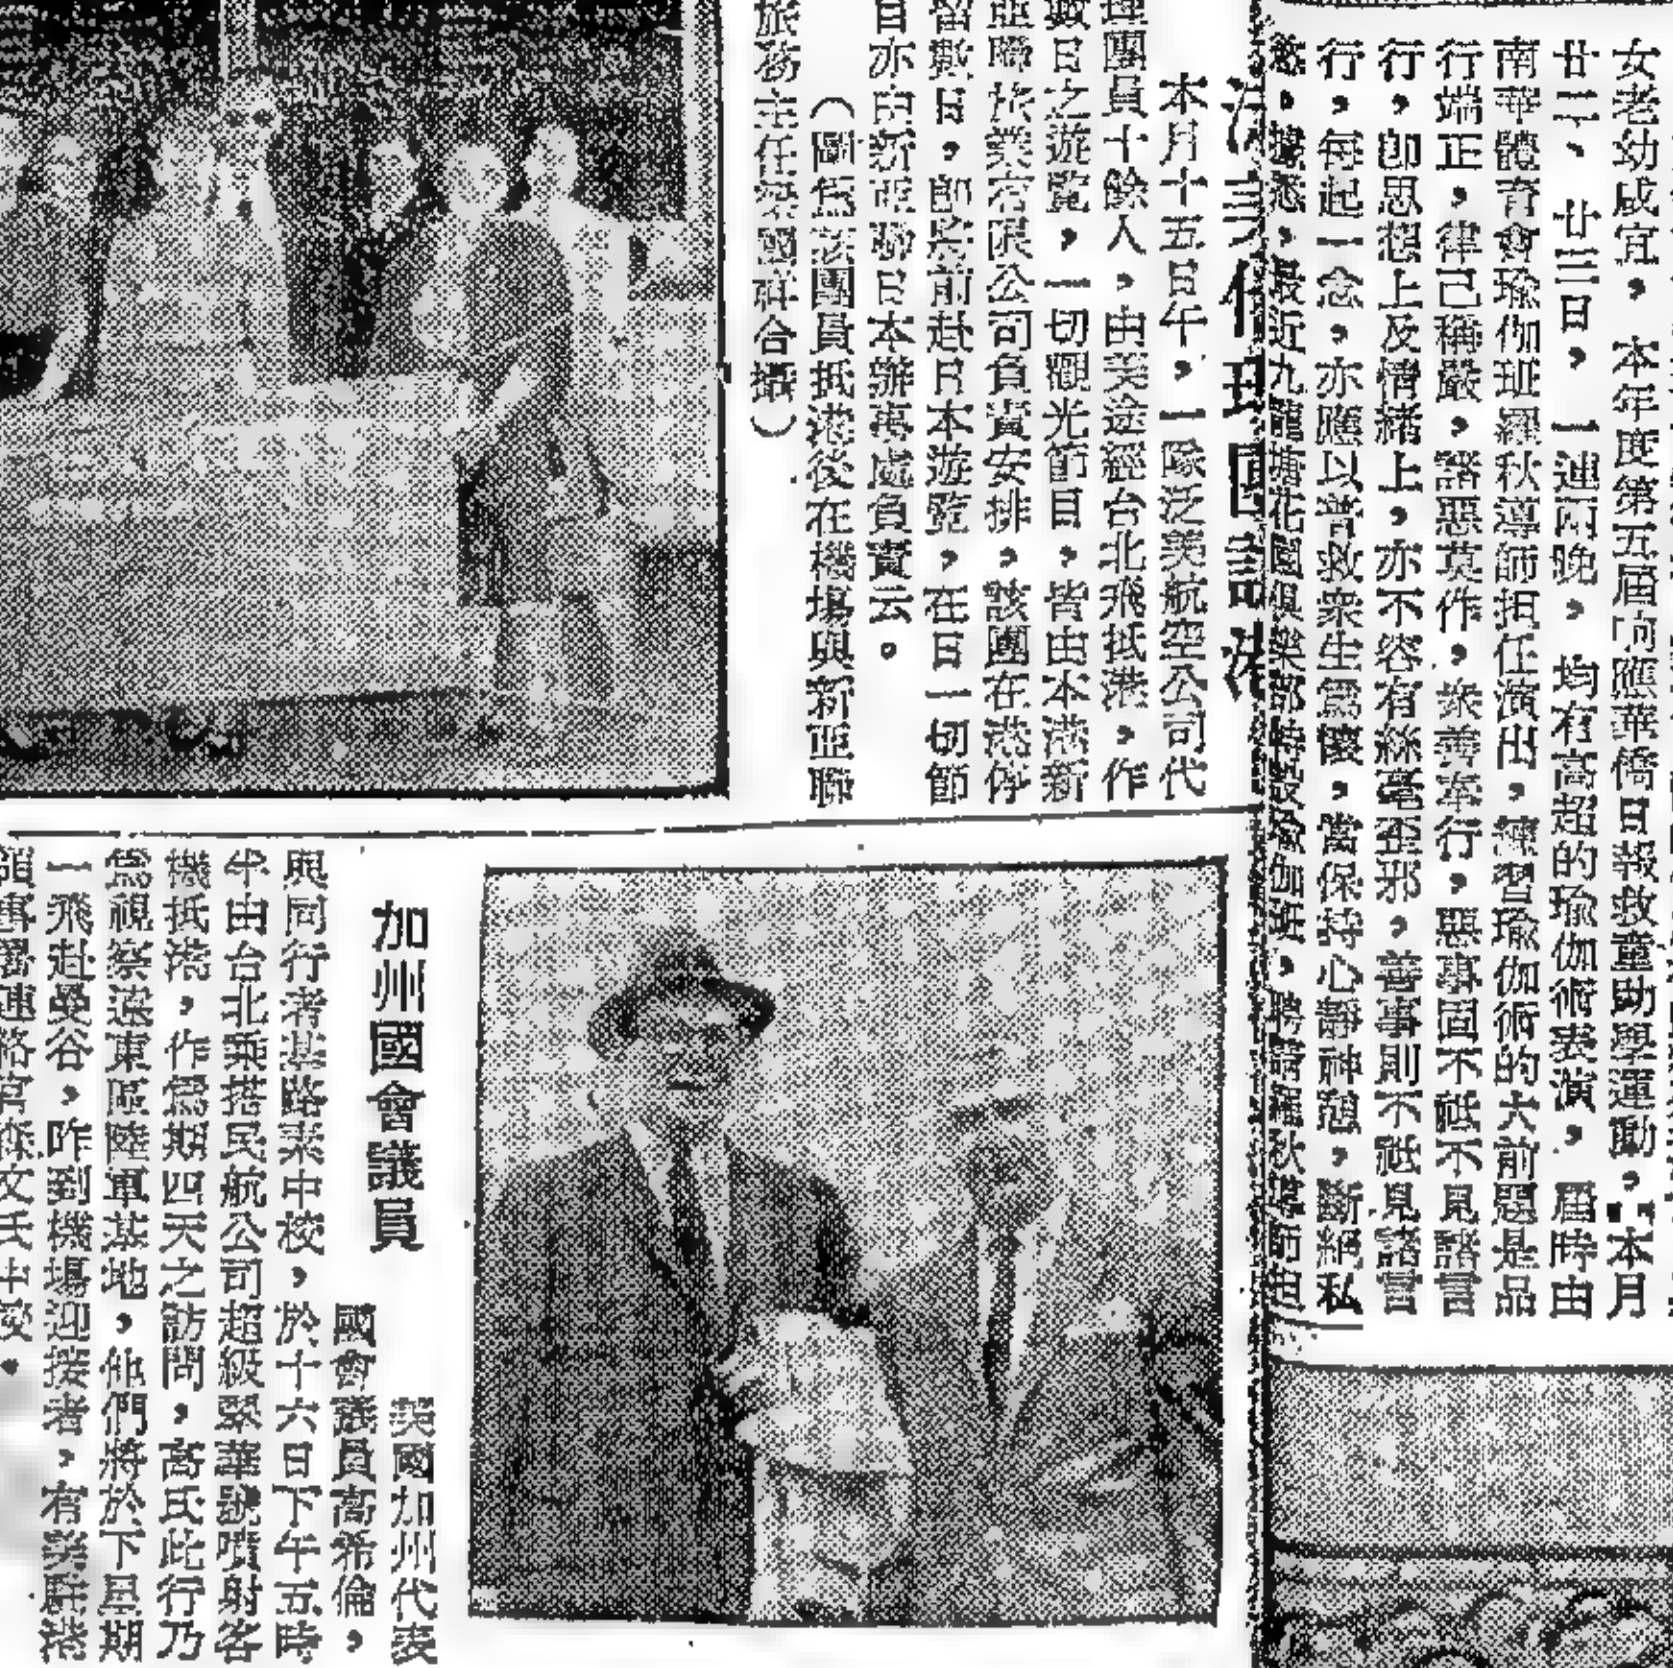 女老幼咸宜，本年度第五屆响應華僑日報救童助學運動，本月
廿二、廿三日，一連兩晚，均有高超的瑜伽術表演，屆時由
南華體育會瑜伽班羅秋導師担任演出，練習瑜伽術的大前題是品
行端正，律己稱嚴，諸惡莫作，衆善奉行，惡事固不祗不見諸言
行，卽思想上及情緒上，亦不容有絲毫歪邪，善事則不祗見諸言
行，每起一念，亦應以普救衆生爲懷，當保持心靜神怡，斷絕私
慾，據悉，最近九龍塘花園俱樂部特設瑜伽班，聘請羅秋導師
本月十五日午，一隊泛美航空公司代
理團員十餘人，由美途經台北飛抵港，作
數日之遊覽，一切觀光節目，皆由本港新
亞聯旅業有限公司負責安排，該團在港停
留數日，卽將前赴日本遊覽，在日一切節
目亦由新亞聯日本辦事處負責云。
（圖爲該團員抵港後在機塲與新亞聯
旅務主任梁國祥合攝）
加州國會議員
美國加州代表
國會議員高希倫，
與同行者基路素中校，於十六日下午五時
半由台北乘搭民航公司超級翠華號噴射客
機抵港，作爲期四天之訪問，高氏此行乃
爲視察遠東區陸軍基地，他們將於下星期
一飛赴曼谷，昨到機塲迎接者，有美駐港
領事署連絡官